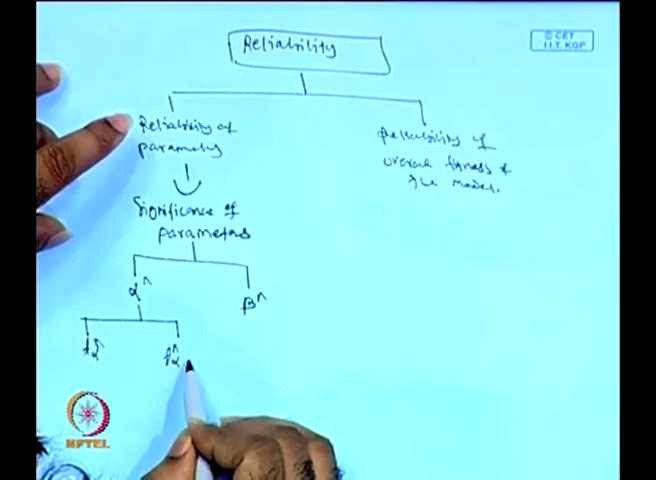 Reliability
© CET
I.I.T. KGP
Reliability of
parameters
Reliability of
overall fitness of
the model.
Significance of
parameters
α^
β^
NPTEL